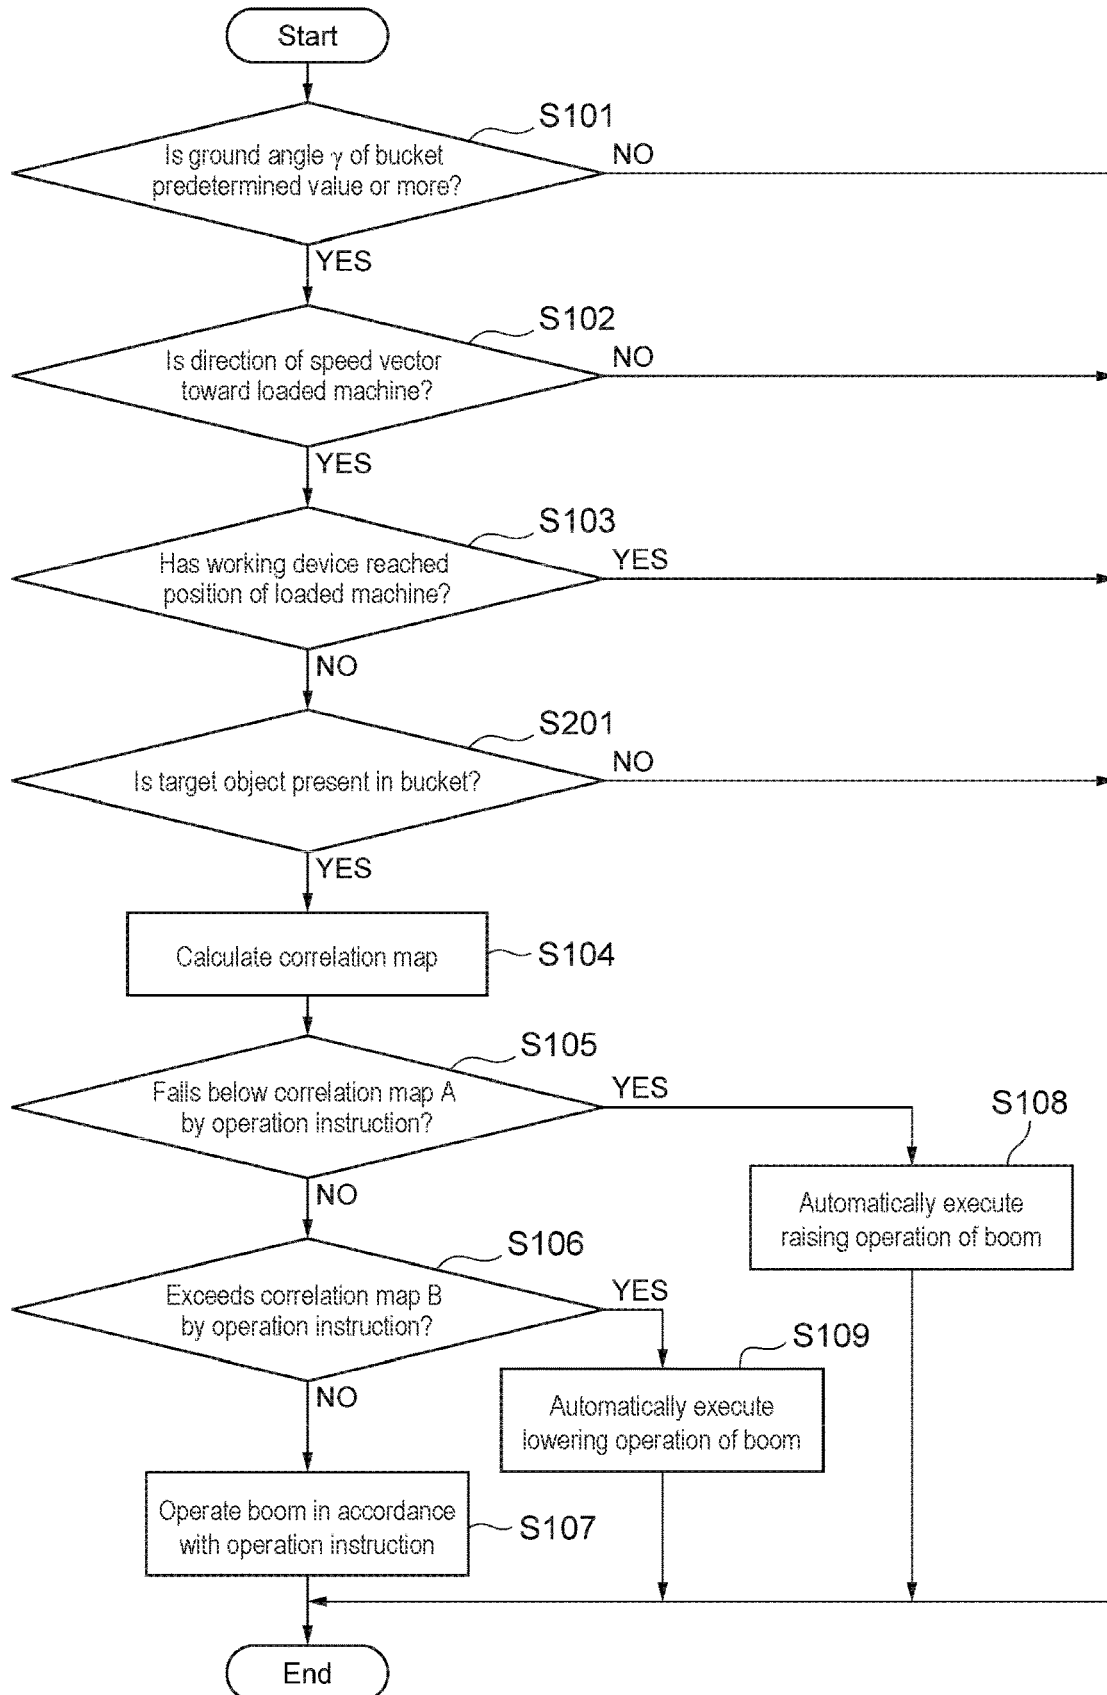 Start
S101
Is ground angle γ of bucket
predetermined value or more?
NO
YES
S102
Is direction of speed vector
toward loaded machine?
NO
YES
S103
Has working device reached
position of loaded machine?
YES
NO
S201
Is target object present in bucket?
NO
YES
Calculate correlation map
S104
S105
Falls below correlation map A
by operation instruction?
YES
NO
S108
Automatically execute
raising operation of boom
S106
Exceeds correlation map B
by operation instruction?
YES
NO
S109
Automatically execute
lowering operation of boom
Operate boom in accordance
with operation instruction
S107
End